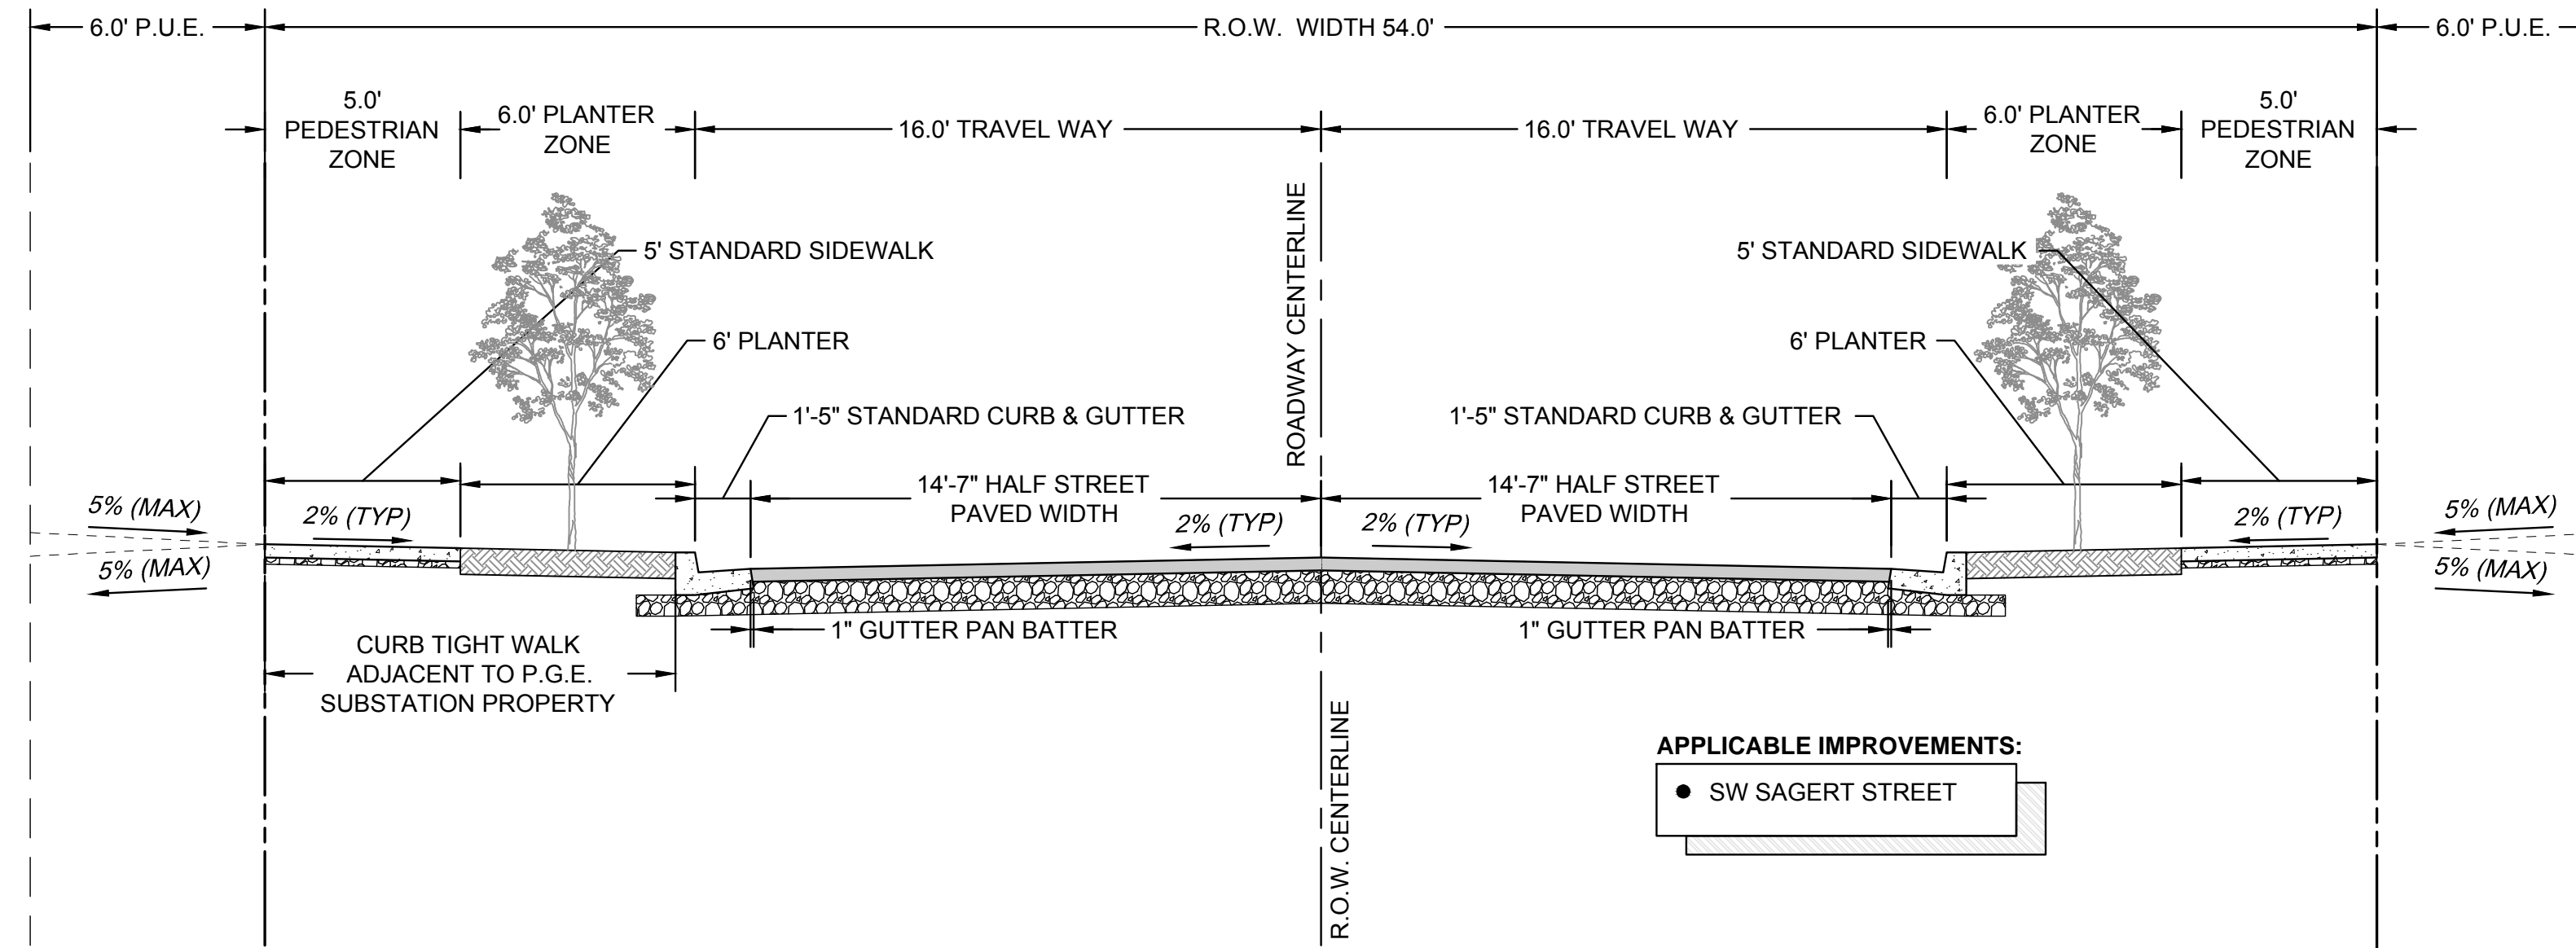 6.0' P.U.E.
R.O.W. WIDTH 54.0'
6.0' P.U.E.
5.0'
PEDESTRIAN
ZONE
6.0' PLANTER
ZONE
16.0' TRAVEL WAY
16.0' TRAVEL WAY
6.0' PLANTER
ZONE
5.0'
PEDESTRIAN
ZONE
ROADWAY CENTERLINE
5' STANDARD SIDEWALK
5' STANDARD SIDEWALK
6' PLANTER
6' PLANTER
1'-5" STANDARD CURB & GUTTER
1'-5" STANDARD CURB & GUTTER
14'-7" HALF STREET
PAVED WIDTH
14'-7" HALF STREET
PAVED WIDTH
5% (MAX)
2% (TYP)
2% (TYP)
2% (TYP)
2% (TYP)
5% (MAX)
5% (MAX)
5% (MAX)
1" GUTTER PAN BATTER
1" GUTTER PAN BATTER
CURB TIGHT WALK
ADJACENT TO P.G.E.
SUBSTATION PROPERTY
R.O.W. CENTERLINE
APPLICABLE IMPROVEMENTS:
● SW SAGERT STREET